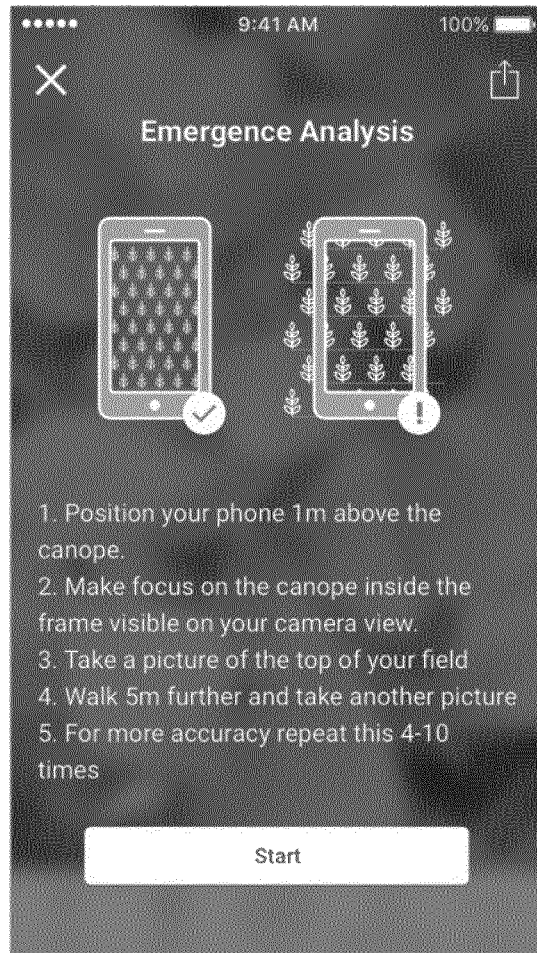 9:41 AM 100%
Emergence Analysis
1. Position your phone 1m above the
canope.
2. Make focus on the canope inside the
frame visible on your camera view.
3. Take a picture of the top of your field
4. Walk 5m further and take another picture
5. For more accuracy repeat this 4-10
times
Start